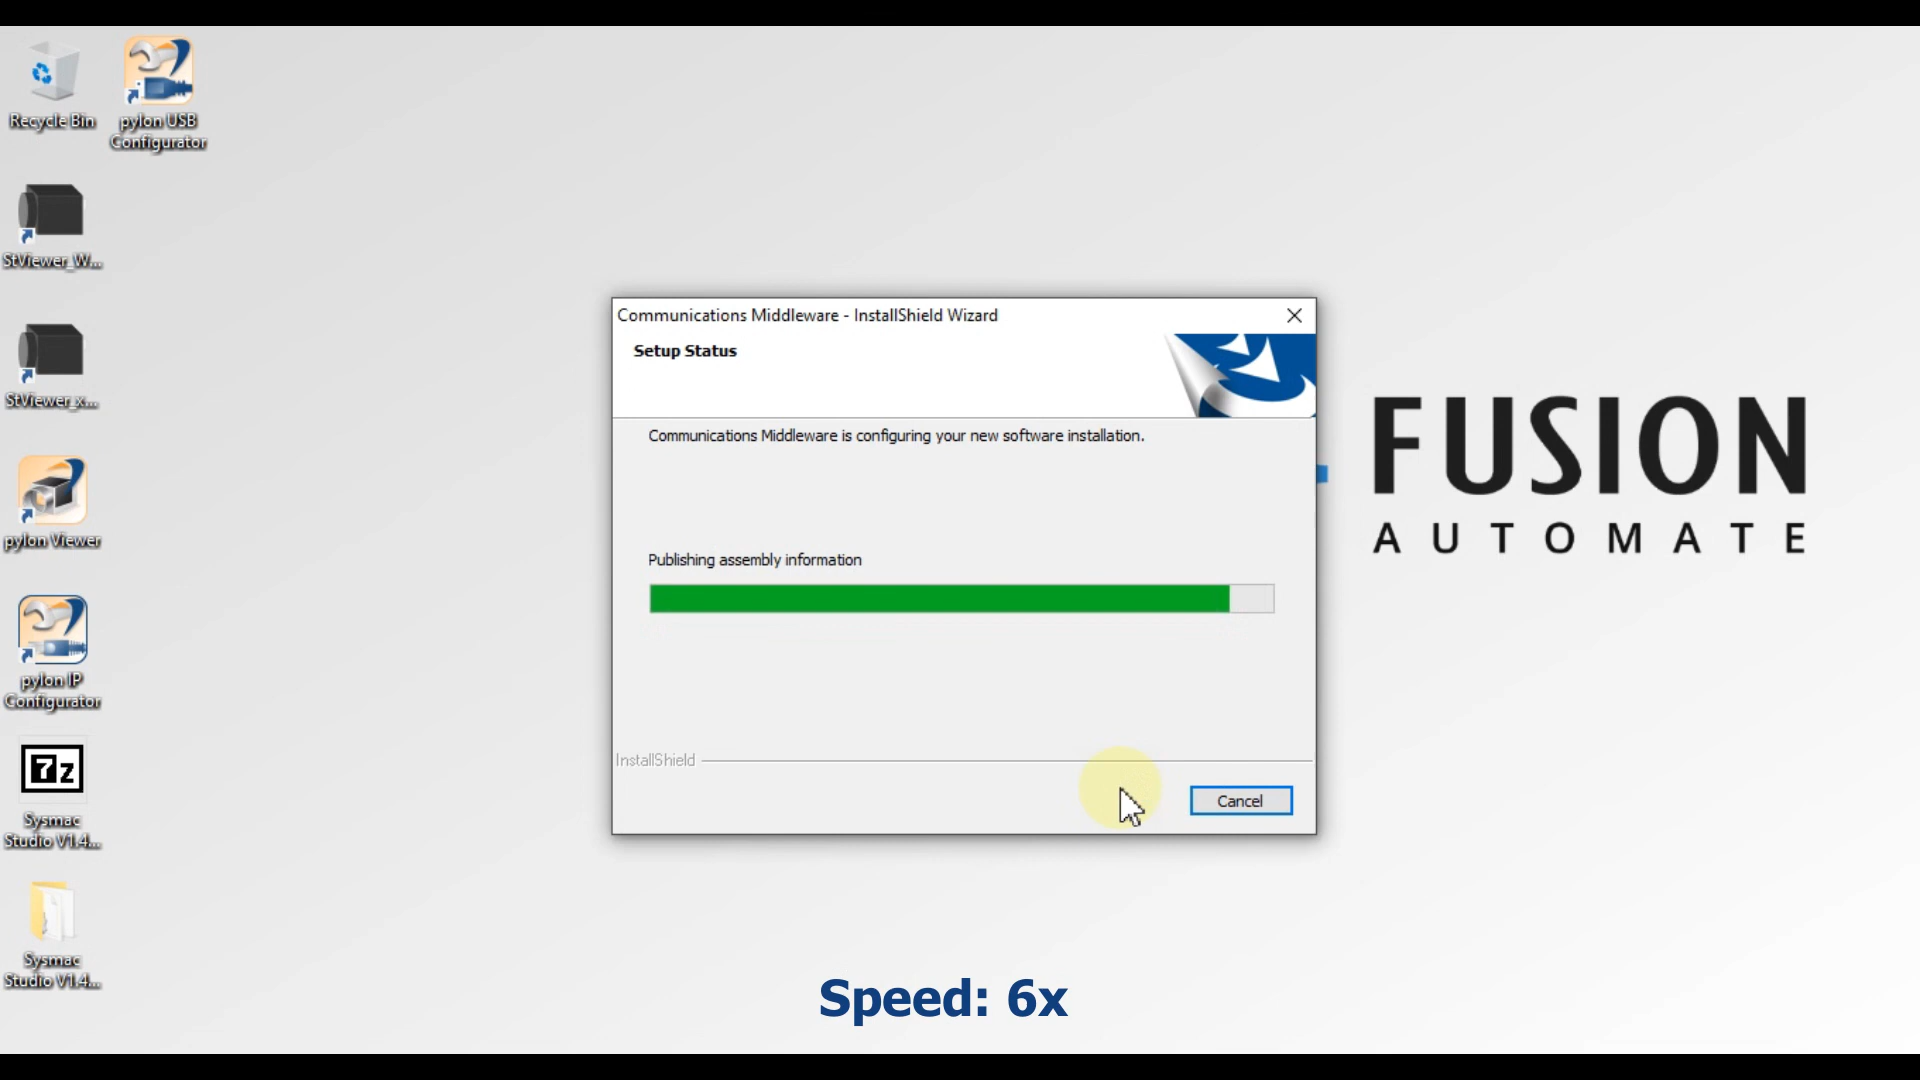 Recycle Bin
pylon USB
Configurator
StViewer_W...
StViewer_x...
pylon Viewer
pylon IP
Configurator
7z
Sysmac
Studio V1.4...
Sysmac
Studio V1.4...
Communications Middleware - InstallShield Wizard
Setup Status
Communications Middleware is configuring your new software installation.
Publishing assembly information
InstallShield
Cancel
FUSION
AUTOMATE
Speed: 6x